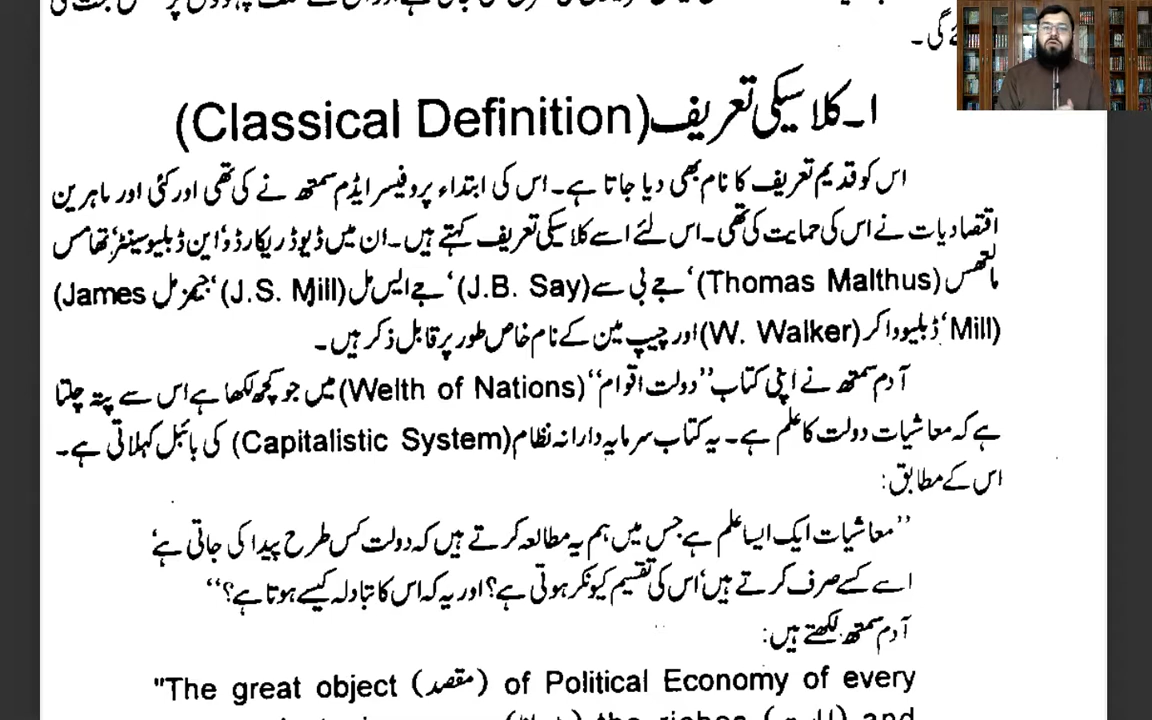 گی۔
۱۔ کلاسیکی تعریف (Classical Definition)
اس کو قدیم تعریف کا نام بھی دیا جاتا ہے۔ اس کی ابتداء پروفیسر ایڈم سمتھ نے کی تھی اور کئی اور ماہرین
اقتصادیات نے اس کی حمایت کی تھی۔ اس لئے اسے کلاسیکی تعریف کہتے ہیں۔ ان میں ڈیوڈ ریکارڈو‘ این ڈبلیو سینئر‘ تھامس
مالتھس (Thomas Malthus)‘ جے بی سے (J.B. Say)‘ جے ایس مل (J.S. Mill)‘ جیمز مل (James
Mill)‘ ڈبلیو واکر (W. Walker) اور چیپ مین کے نام خاص طور پر قابل ذکر ہیں۔
آدم سمتھ نے اپنی کتاب ’’دولت اقوام‘‘ (Welth of Nations) میں جو کچھ لکھا ہے اس سے پتہ چلتا
ہے کہ معاشیات دولت کا علم ہے۔ یہ کتاب سرمایہ دارانہ نظام (Capitalistic System) کی بائبل کہلاتی ہے۔
اس کے مطابق:
’’معاشیات ایک ایسا علم ہے جس میں ہم یہ مطالعہ کرتے ہیں کہ دولت کس طرح پیدا کی جاتی ہے‘
اسے کسے صرف کرتے ہیں‘ اس کی تقسیم کیونکر ہوتی ہے؟ اور یہ کہ اس کا تبادلہ کیسے ہوتا ہے؟‘‘
آدم سمتھ لکھتے ہیں:
"The great object (مقصد) of Political Economy of every
the riches and